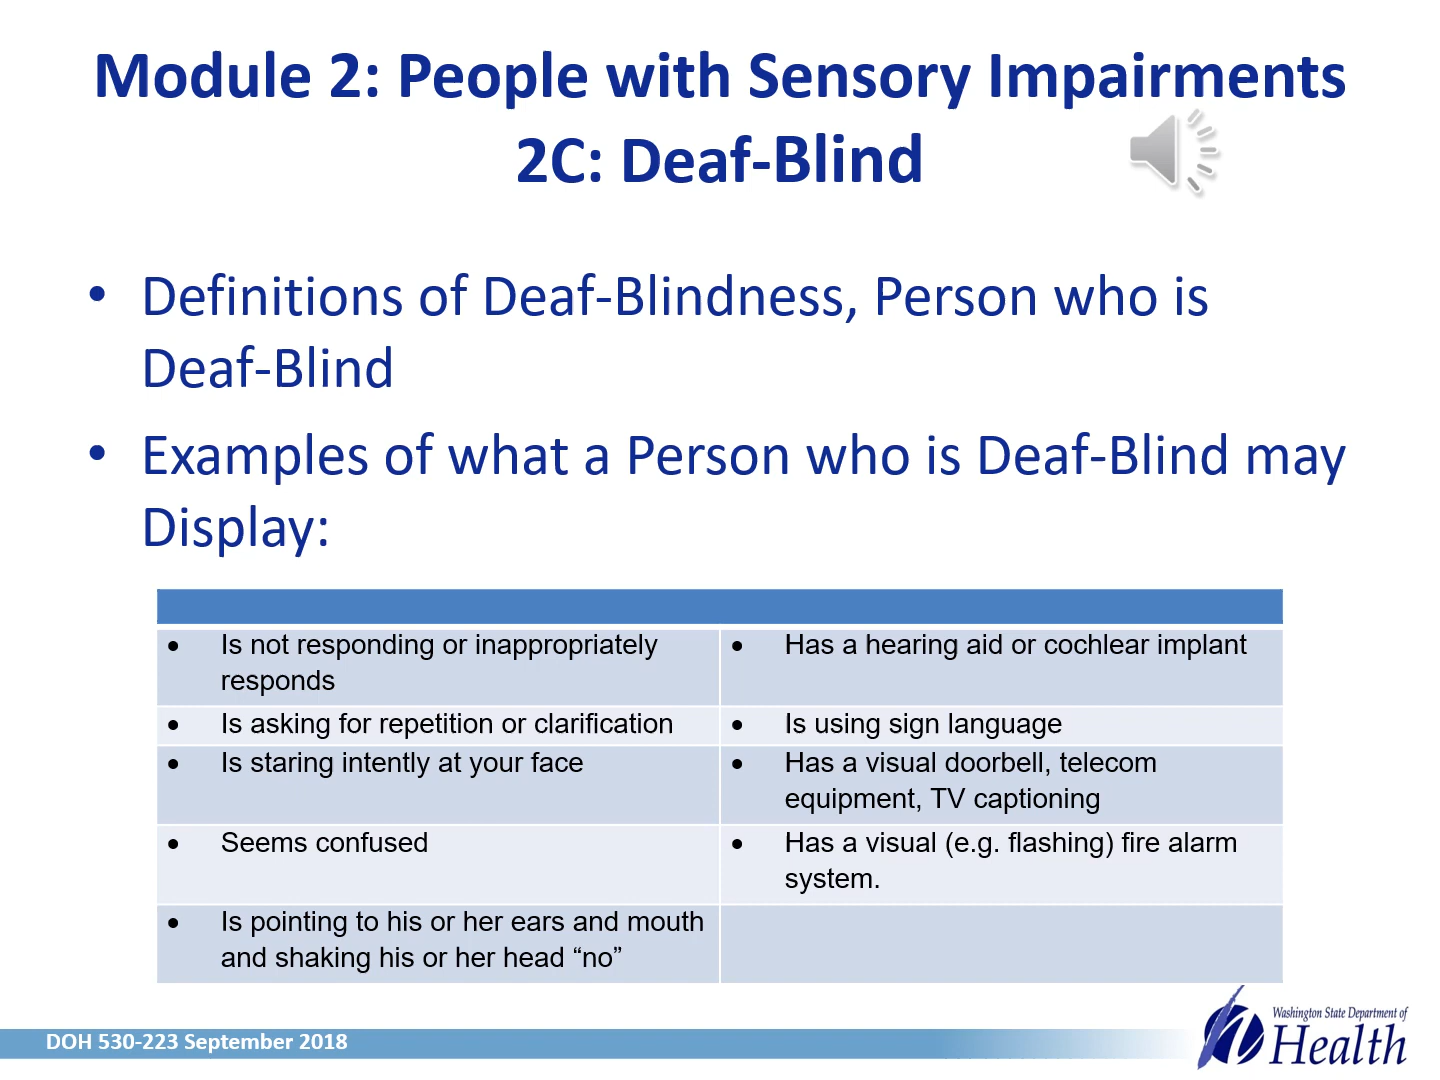 Module 2: People with Sensory Impairments
2C: Deaf-Blind
• Definitions of Deaf-Blindness, Person who is
Deaf-Blind
• Examples of what a Person who is Deaf-Blind may
Display:
• Is not responding or inappropriately
responds
• Has a hearing aid or cochlear implant
• Is asking for repetition or clarification
• Is using sign language
• Is staring intently at your face
• Has a visual doorbell, telecom
equipment, TV captioning
• Seems confused
• Has a visual (e.g. flashing) fire alarm
system.
• Is pointing to his or her ears and mouth
and shaking his or her head “no”
DOH 530-223 September 2018
Washington State Department of
Health